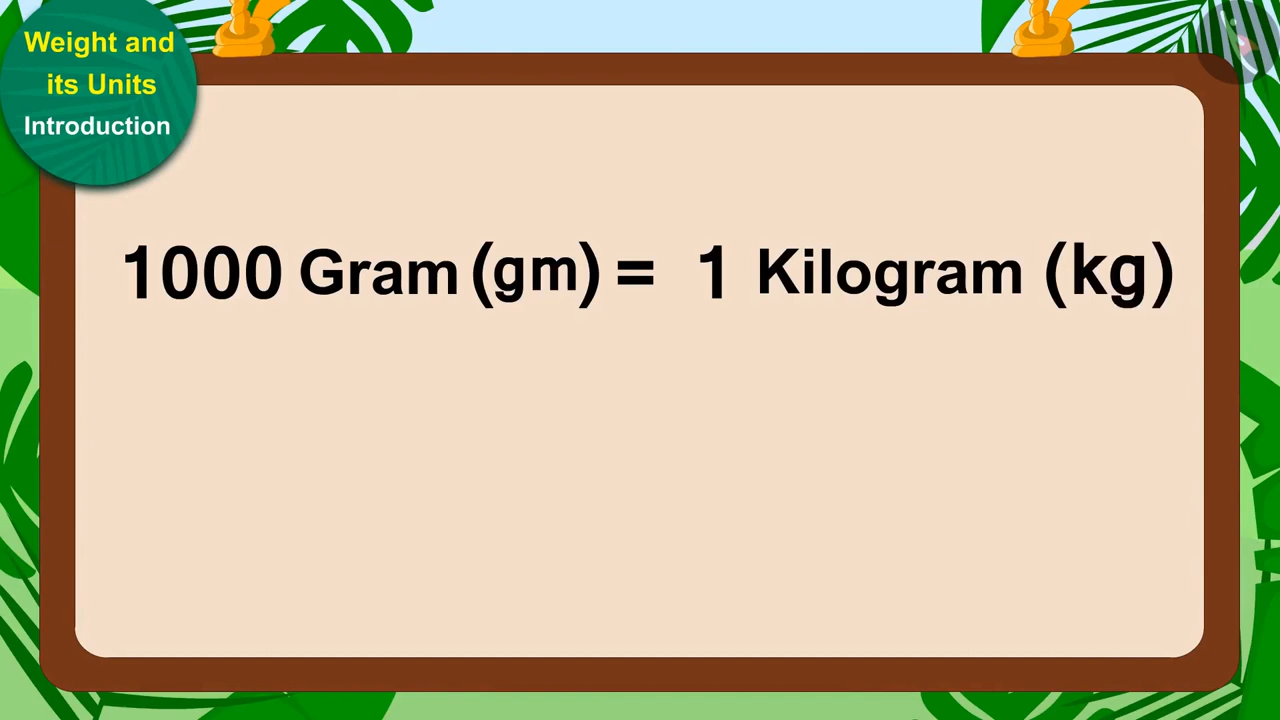 Weight and
its Units
Introduction
1000 Gram (gm) = 1 Kilogram (kg)